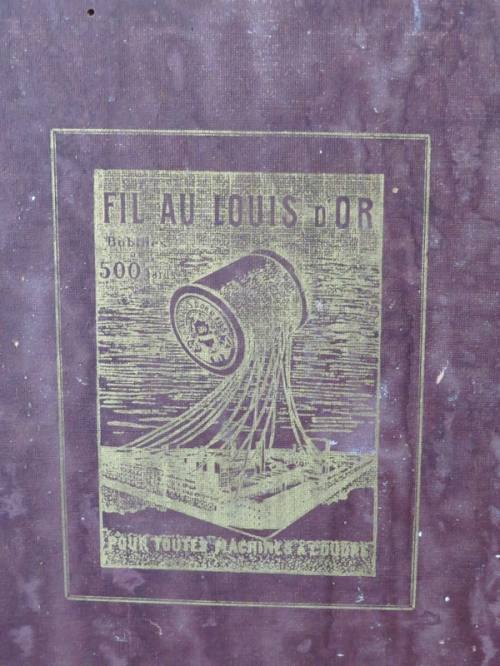 FIL AU LOUIS D'OR
Bobines
500
POUR TOUTES MACHINES A COUDRE